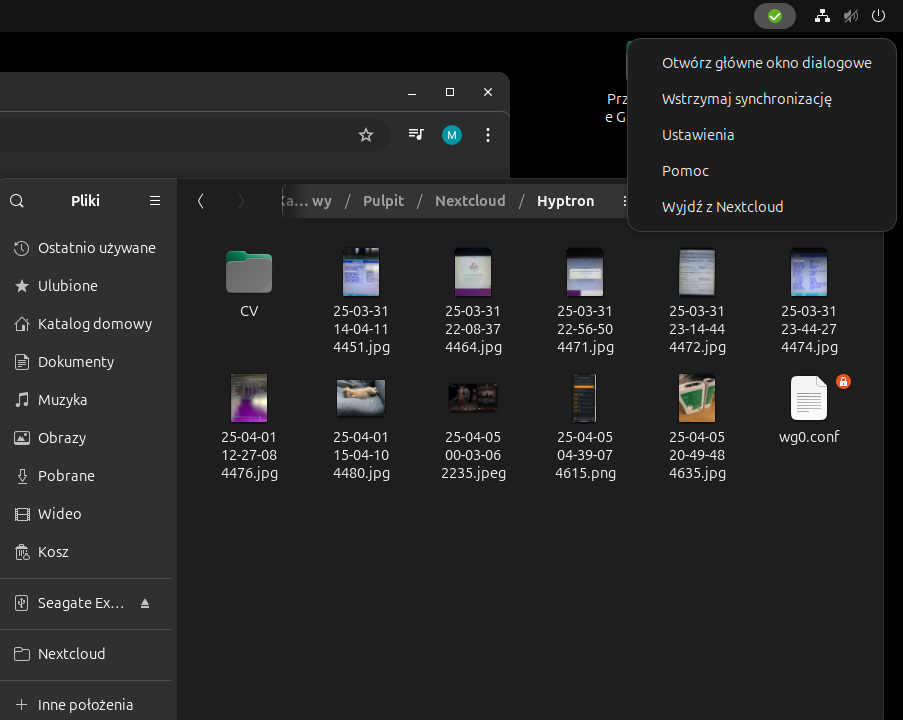 Otwórz główne okno dialogowe
Wstrzymaj synchronizację
Ustawienia
Pomoc
Wyjdź z Nextcloud
M
Pliki
Ka… wy / Pulpit / Nextcloud / Hyptron
Ostatnio używane
Ulubione
Katalog domowy
Dokumenty
Muzyka
Obrazy
Pobrane
Wideo
Kosz
Seagate Ex…
Nextcloud
Inne położenia
CV
25-03-31
14-04-11
4451.jpg
25-03-31
22-08-37
4464.jpg
25-03-31
22-56-50
4471.jpg
25-03-31
23-14-44
4472.jpg
25-03-31
23-44-27
4474.jpg
25-04-01
12-27-08
4476.jpg
25-04-01
15-04-10
4480.jpg
25-04-05
00-03-06
2235.jpeg
25-04-05
04-39-07
4615.png
25-04-05
20-49-48
4635.jpg
wg0.conf